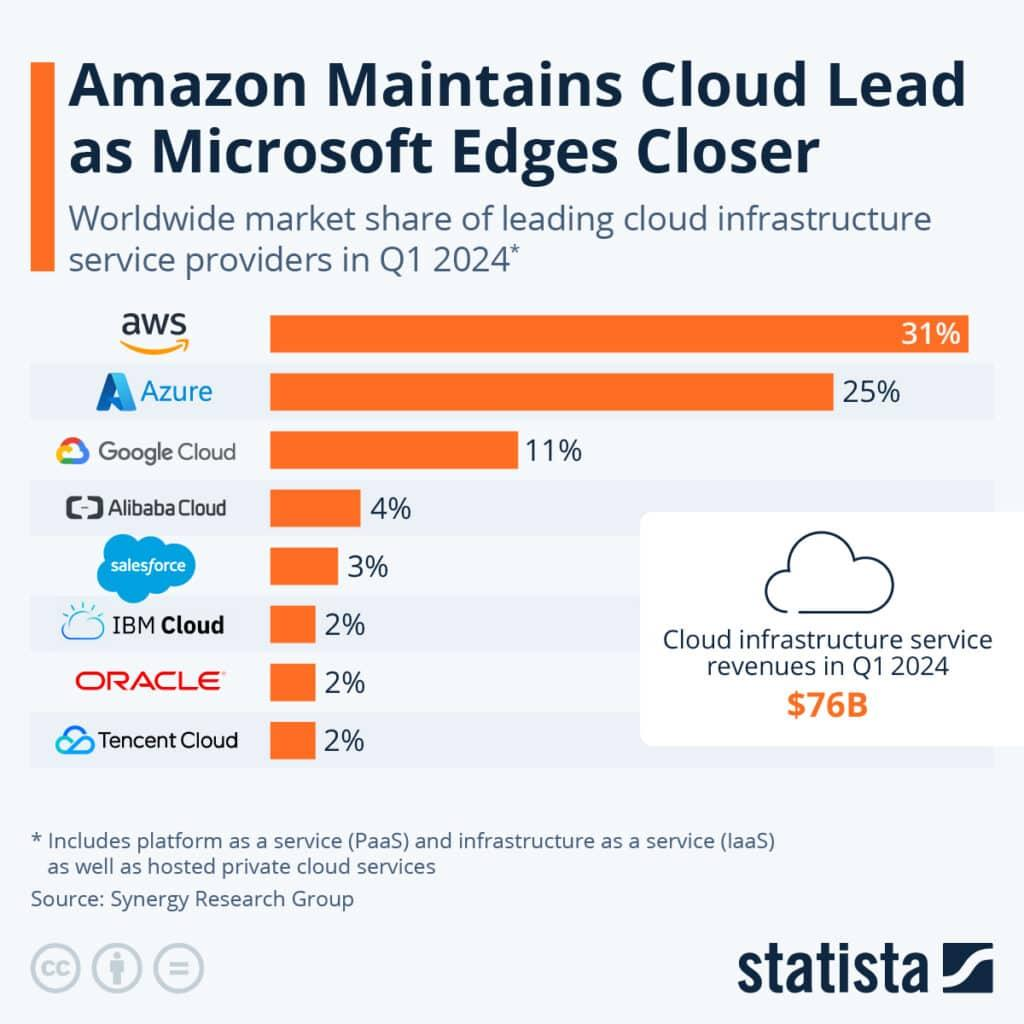 Amazon Maintains Cloud Lead
as Microsoft Edges Closer
Worldwide market share of leading cloud infrastructure
service providers in Q1 2024*
aws 31%
Azure 25%
Google Cloud 11%
Alibaba Cloud 4%
salesforce 3%
IBM Cloud 2%
ORACLE 2%
Tencent Cloud 2%
Cloud infrastructure service
revenues in Q1 2024
$76B
* Includes platform as a service (PaaS) and infrastructure as a service (IaaS)
as well as hosted private cloud services
Source: Synergy Research Group
cc
statista